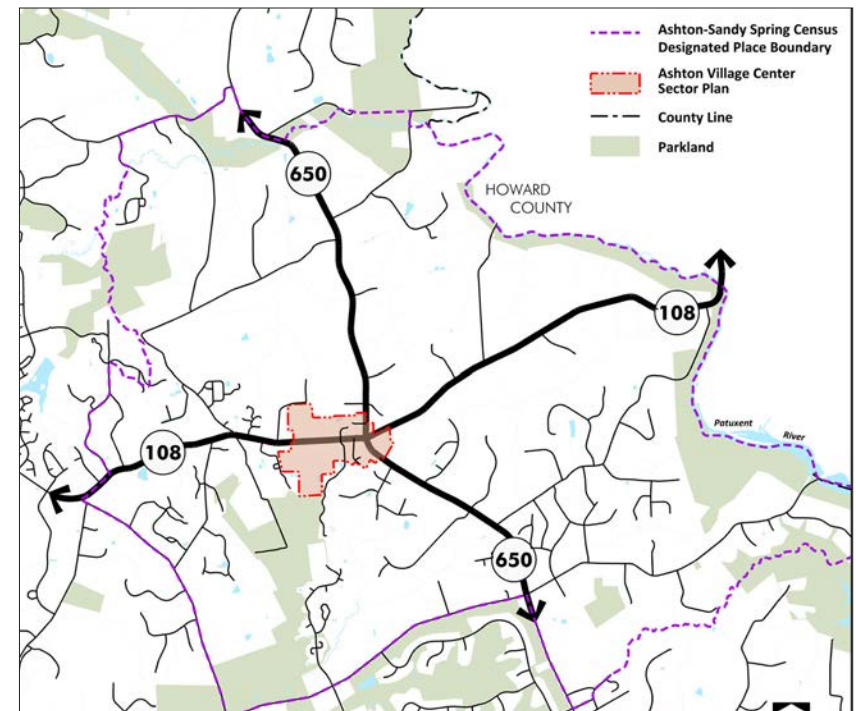 Ashton-Sandy Spring Census
Designated Place Boundary
Ashton Village Center
Sector Plan
County Line
Parkland
650
HOWARD
COUNTY
108
Patuxent River
108
650